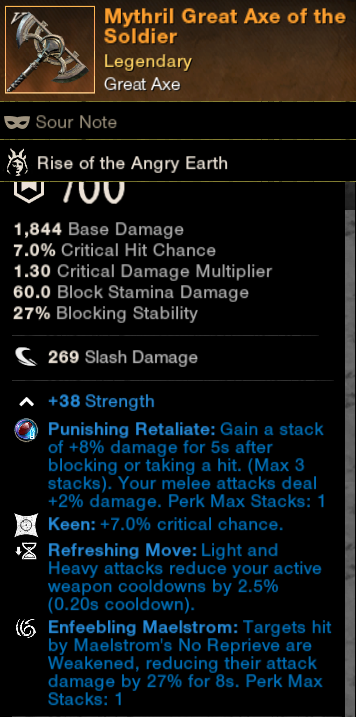 Mythril Great Axe of the
Soldier
Legendary
Great Axe
Sour Note
Rise of the Angry Earth
700
1,844 Base Damage
7.0% Critical Hit Chance
1.30 Critical Damage Multiplier
60.0 Block Stamina Damage
27% Blocking Stability
269 Slash Damage
+38 Strength
Punishing Retaliate: Gain a stack
of +8% damage for 5s after
blocking or taking a hit. (Max 3
stacks). Your melee attacks deal
+2% damage. Perk Max Stacks: 1
Keen: +7.0% critical chance.
Refreshing Move: Light and
Heavy attacks reduce your active
weapon cooldowns by 2.5%
(0.20s cooldown).
Enfeebling Maelstrom: Targets hit
by Maelstrom's No Reprieve are
Weakened, reducing their attack
damage by 27% for 8s. Perk Max
Stacks: 1